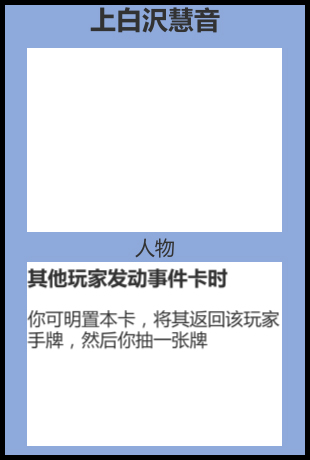 上白沢慧音
人物
其他玩家发动事件卡时
你可明置本卡，将其返回该玩家
手牌，然后你抽一张牌